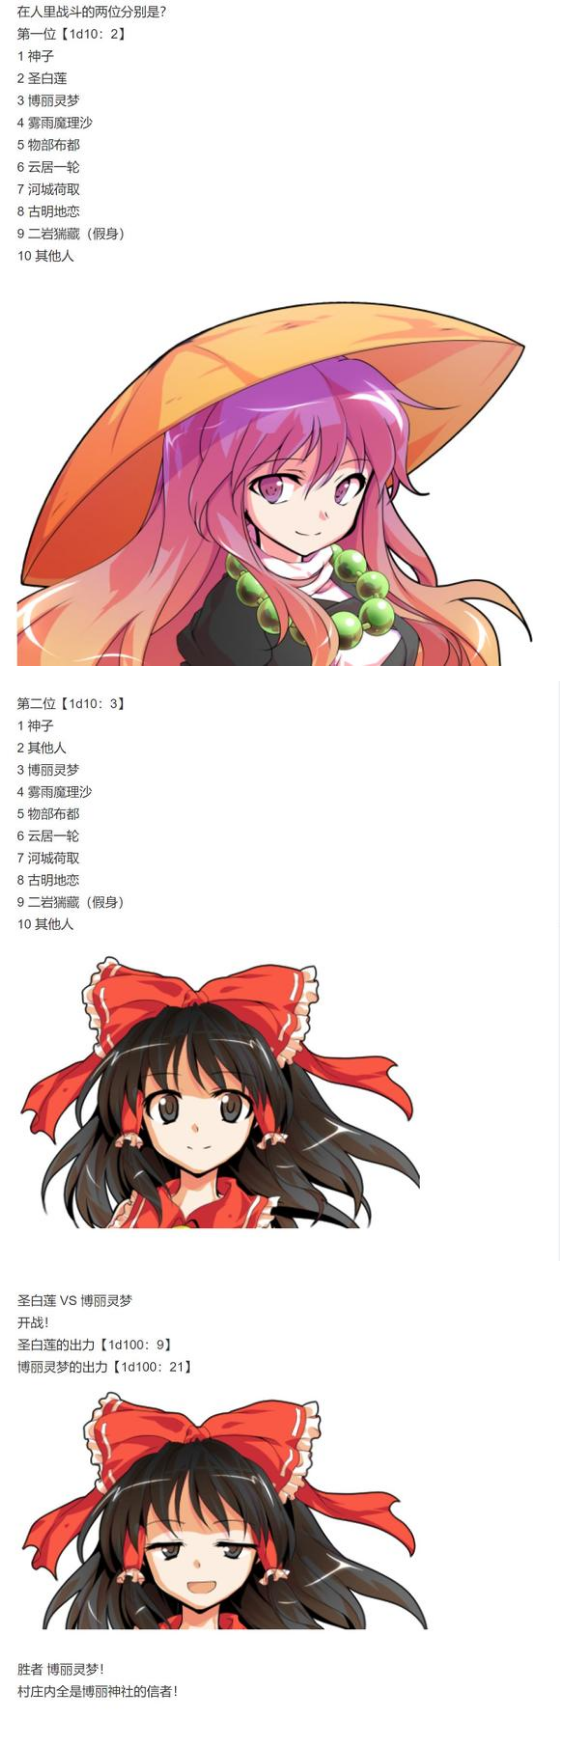 在人里战斗的两位分别是?
第一位【1d10：2】
1 神子
2 圣白莲
3 博丽灵梦
4 雾雨魔理沙
5 物部布都
6 云居一轮
7 河城荷取
8 古明地恋
9 二岩猯藏（假身）
10 其他人
第二位【1d10：3】
1 神子
2 其他人
3 博丽灵梦
4 雾雨魔理沙
5 物部布都
6 云居一轮
7 河城荷取
8 古明地恋
9 二岩猯藏（假身）
10 其他人
圣白莲 VS 博丽灵梦
开战!
圣白莲的出力【1d100：9】
博丽灵梦的出力【1d100：21】
胜者 博丽灵梦!
村庄内全是博丽神社的信者!